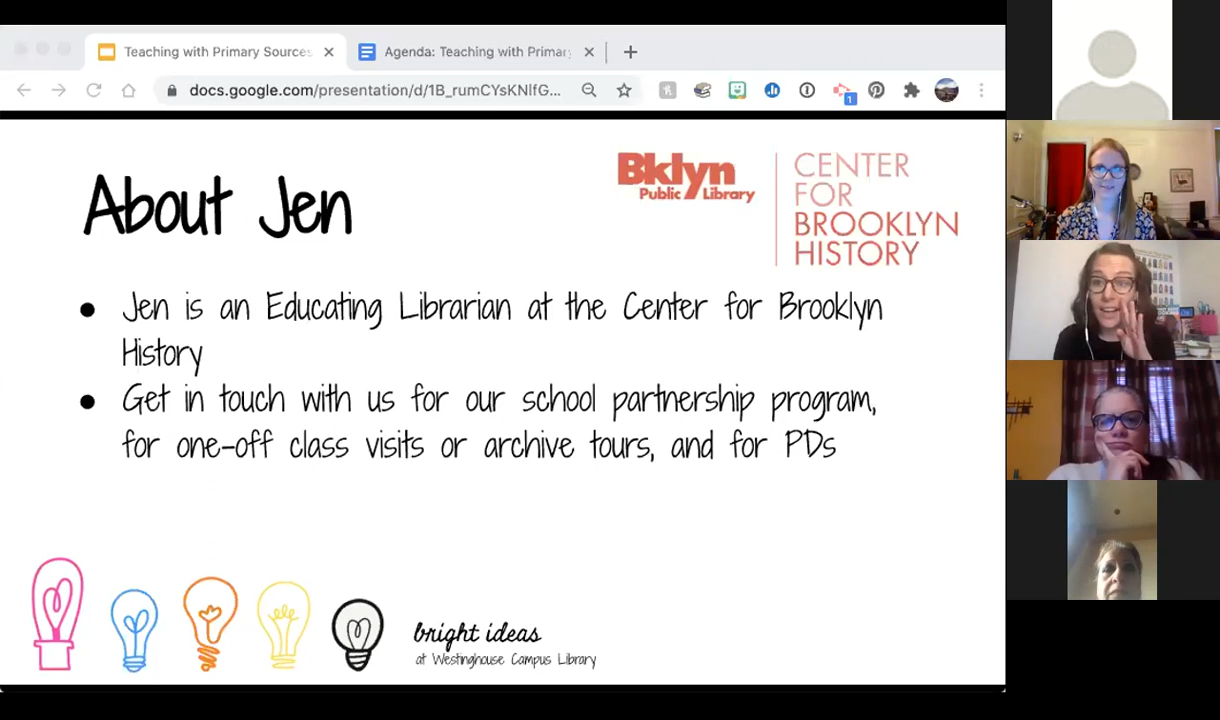 Teaching with Primary Sources
Agenda: Teaching with Primary
docs.google.com/presentation/d/1B_rumCYsKNlfG...
1
About Jen
Bklyn
Public Library
CENTER
FOR
BROOKLYN
HISTORY
● Jen is an Educating Librarian at the Center for Brooklyn
History
● Get in touch with us for our school partnership program,
for one-off class visits or archive tours, and for PDs
bright ideas
at Westinghouse Campus Library